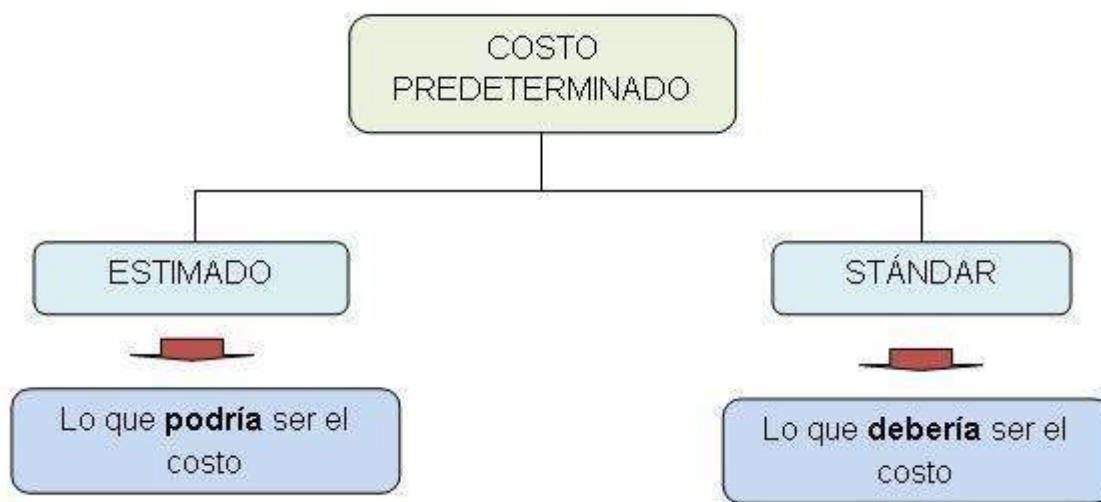 COSTO
PREDETERMINADO
ESTIMADO
STÁNDAR
Lo que podría ser el
costo
Lo que debería ser el
costo